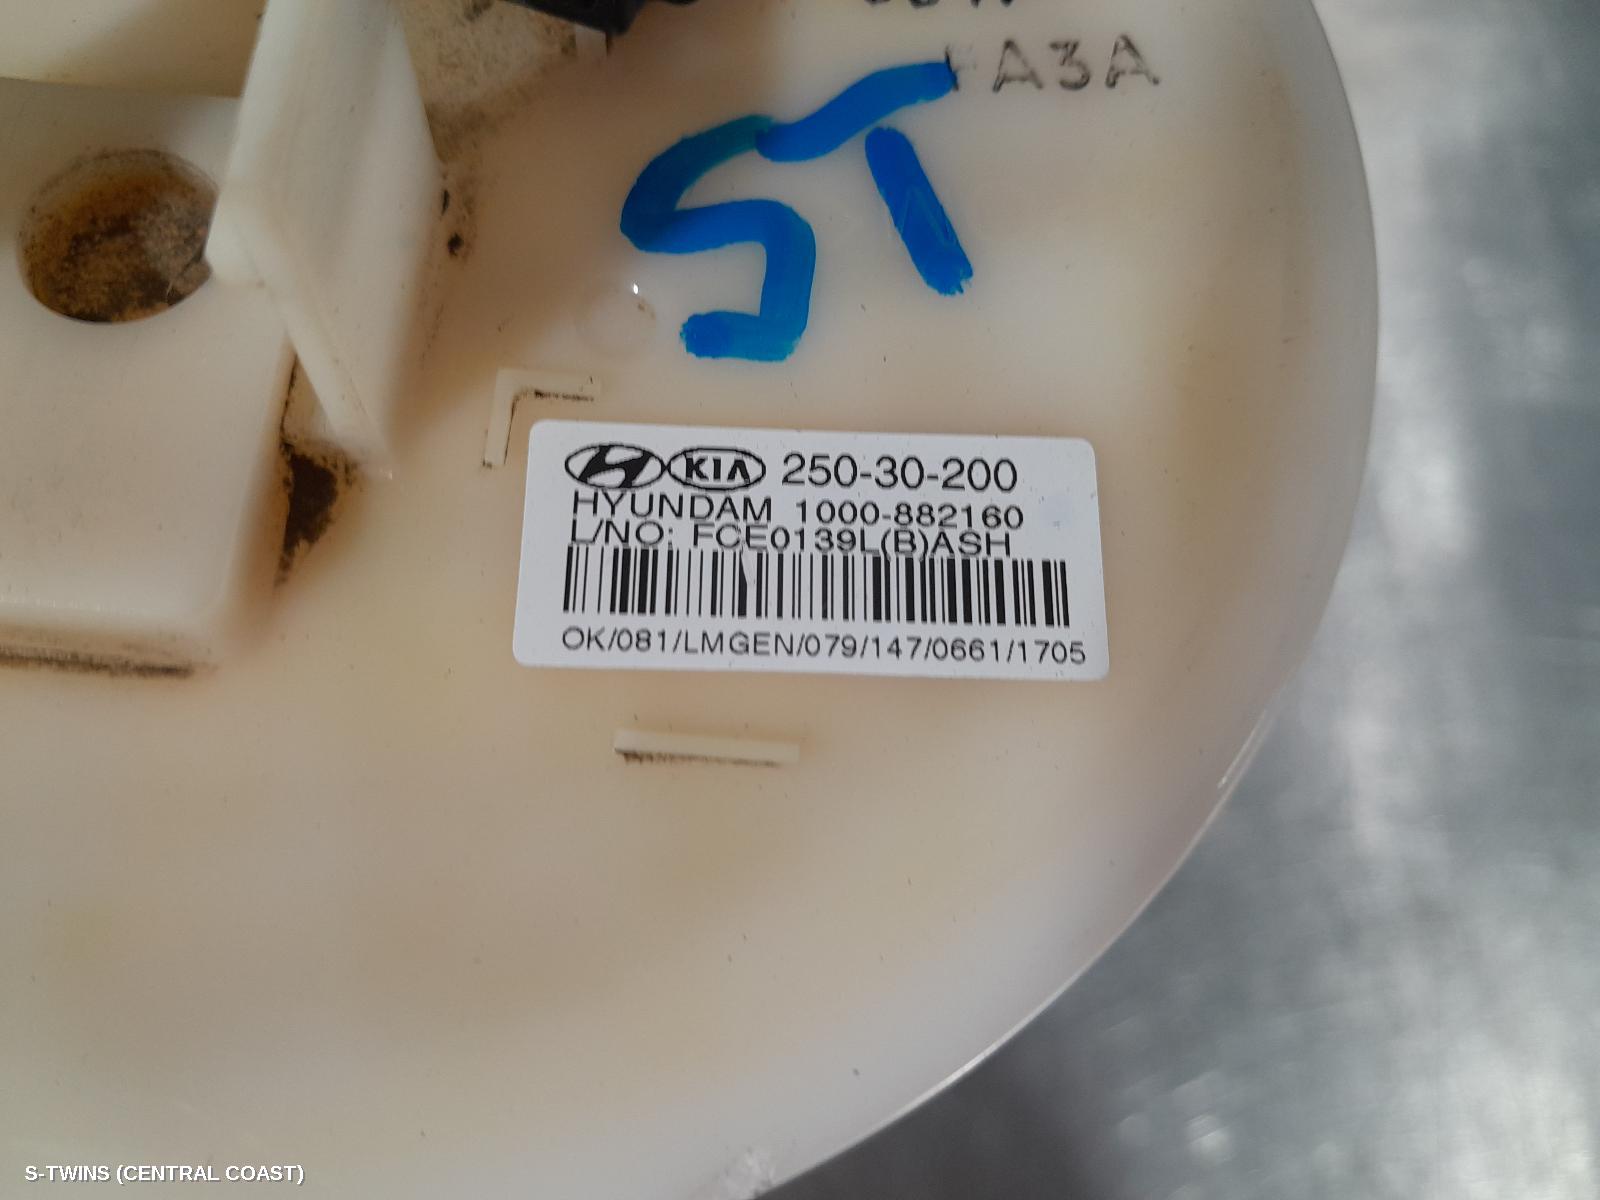 A3A
ST
KIA 250-30-200
HYUNDAM 1000-882160
L/NO: FCE0139L(B)ASH
OK/081/LMGEN/079/147/0661/1705
S-TWINS (CENTRAL COAST)